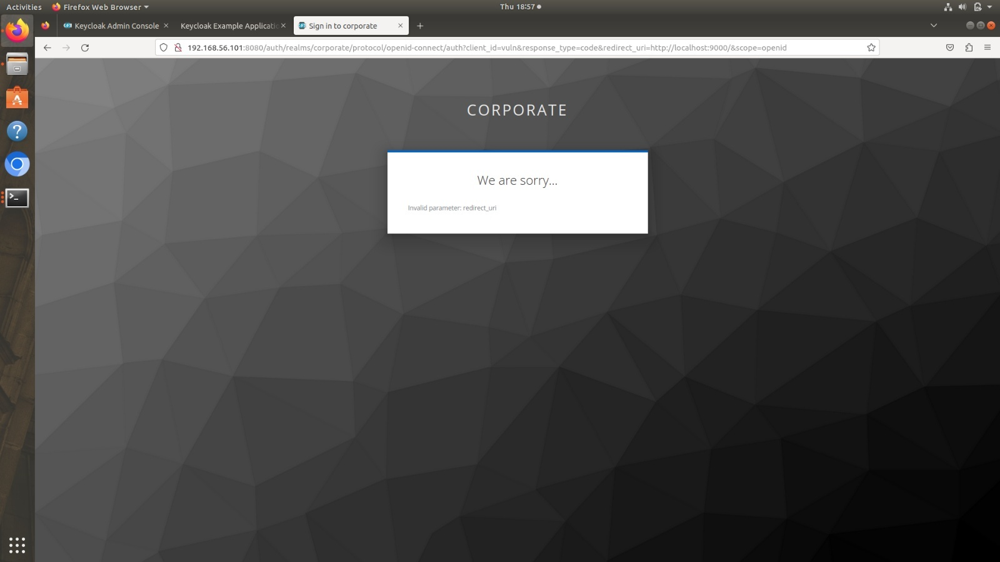 Activities Firefox Web Browser Thu 18:57
Keycloak Admin Console Keycloak Example Applicatic Sign in to corporate
192.168.56.101:8080/auth/realms/corporate/protocol/openid-connect/auth?client_id=vuln&response_type=code&redirect_uri=http://localhost:9000/&scope=openid
CORPORATE
We are sorry...
Invalid parameter: redirect_uri